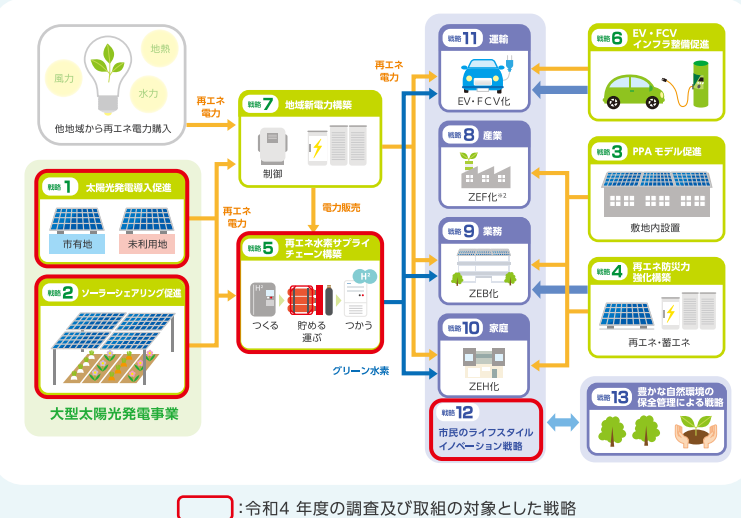 地熱
風力
水力
他地域から再エネ電力購入
再エネ
電力
戦略7 地域新電力構築
制御
電力販売
戦略1 太陽光発電導入促進
市有地
未利用地
戦略2 ソーラーシェアリング促進
大型太陽光発電事業
再エネ
電力
戦略5 再エネ水素サプライ
チェーン構築
H²
H²
つくる
貯める
運ぶ
つかう
グリーン水素
再エネ
電力
戦略11 運輸
EV・FCV化
戦略8 産業
ZEF化※2
戦略9 業務
ZEB化
戦略10 家庭
ZEH化
戦略12
市民のライフスタイル
イノベーション戦略
戦略6 EV・FCV
インフラ整備促進
戦略3 PPAモデル促進
敷地内設置
戦略4 再エネ防災力
強化構築
再エネ・蓄エネ
戦略13 豊かな自然環境の
保全管理による戦略
:令和4 年度の調査及び取組の対象とした戦略